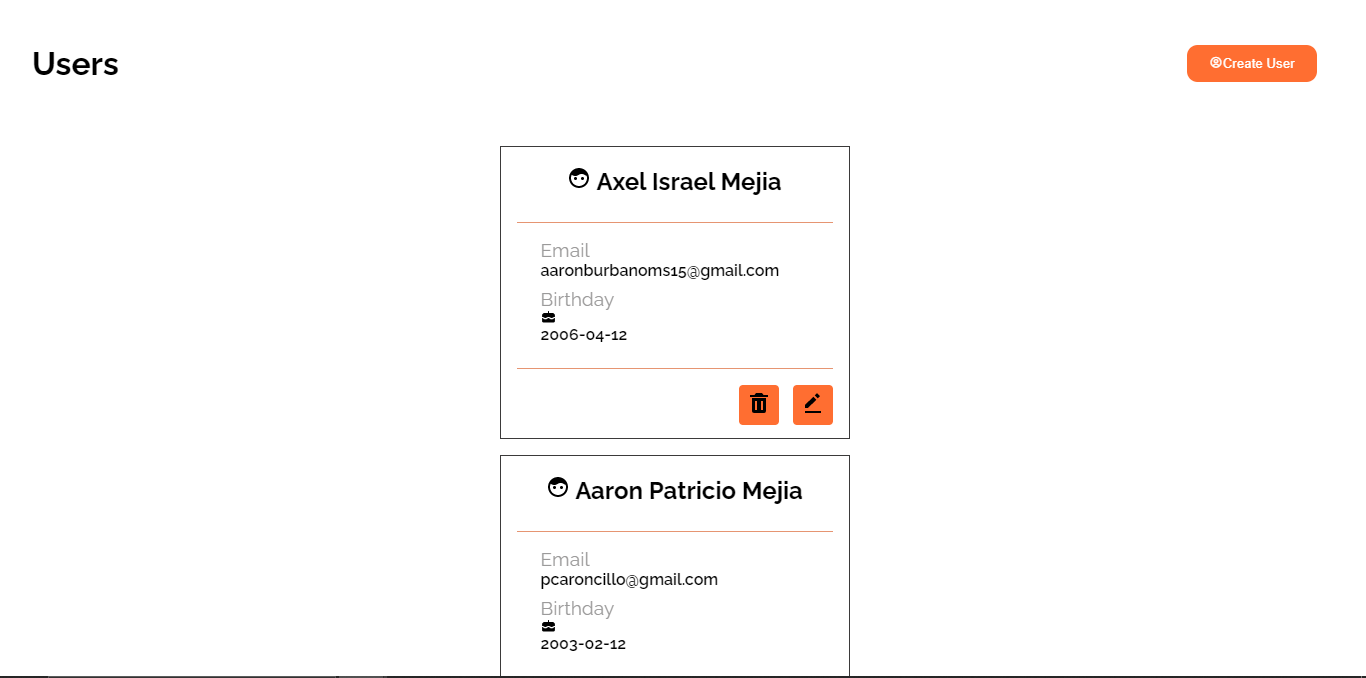 Users
Create User
Axel Israel Mejia
Email
aaronburbanoms15@gmail.com
Birthday
2006-04-12
Aaron Patricio Mejia
Email
pcaroncillo@gmail.com
Birthday
2003-02-12